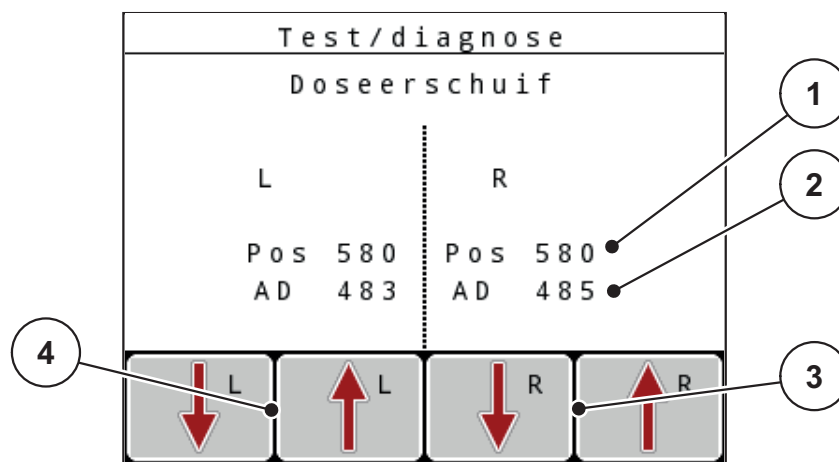 Test/diagnose
Doseerschuif
L R
Pos 580 Pos 580
AD 483 AD 485
L L R R
1
2
3
4